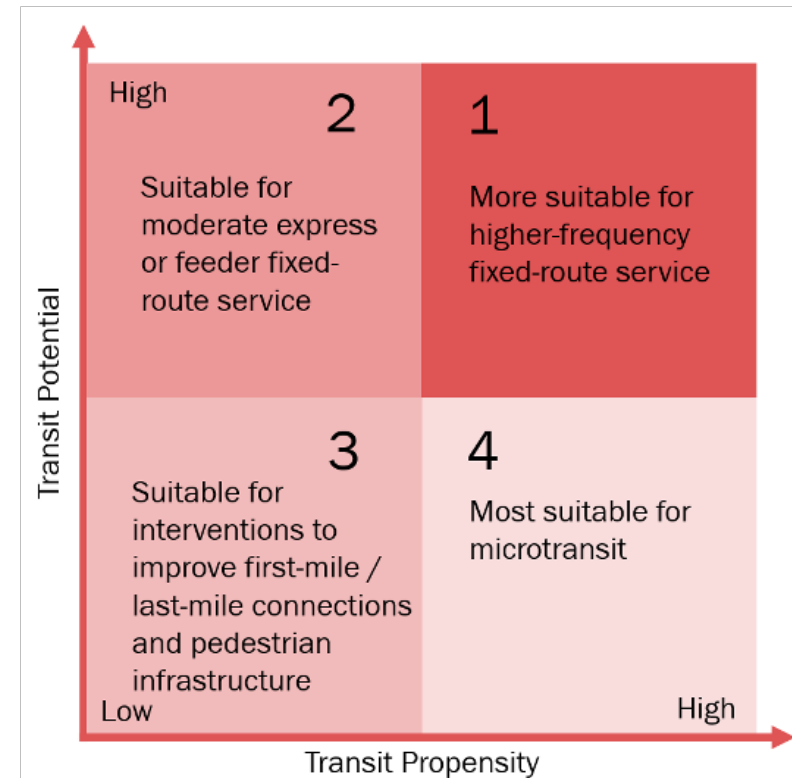 High
2
1
Suitable for
moderate express
or feeder fixed-
route service
More suitable for
higher-frequency
fixed-route service
Transit Potential
3
4
Suitable for
interventions to
improve first-mile /
last-mile connections
and pedestrian
infrastructure
Most suitable for
microtransit
Low
High
Transit Propensity